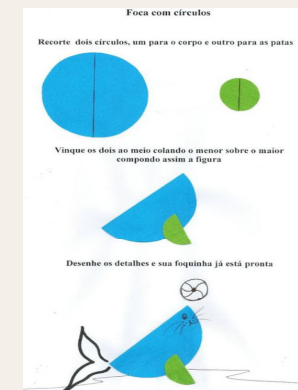 Foca com círculos
Recorte dois círculos, um para o corpo e outro para as patas
Vinque os dois ao meio colando o menor sobre o maior
compondo assim a figura
Desenhe os detalhes e sua foquinha já está pronta